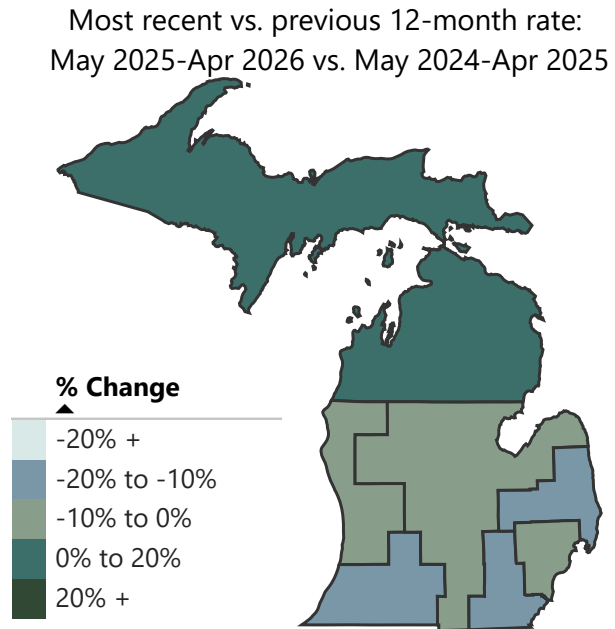 Most recent vs. previous 12-month rate:
May 2025-Apr 2026 vs. May 2024-Apr 2025
% Change
-20% +
-20% to -10%
-10% to 0%
0% to 20%
20% +